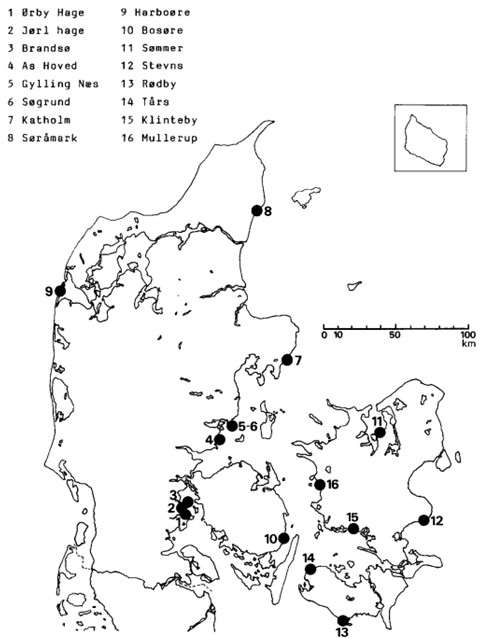 1 Ørby Hage
2 Jørl hage
3 Brandsø
4 As Hoved
5 Gylling Næs
6 Søgrund
7 Katholm
8 Søråmark
9 Harboøre
10 Bosøre
11 Sømmer
12 Stevns
13 Rødby
14 Tårs
15 Klinteby
16 Mullerup
8
9
0 10 50 100
km
7
5-6
11
4
16
3
2
1
15
12
10
14
13